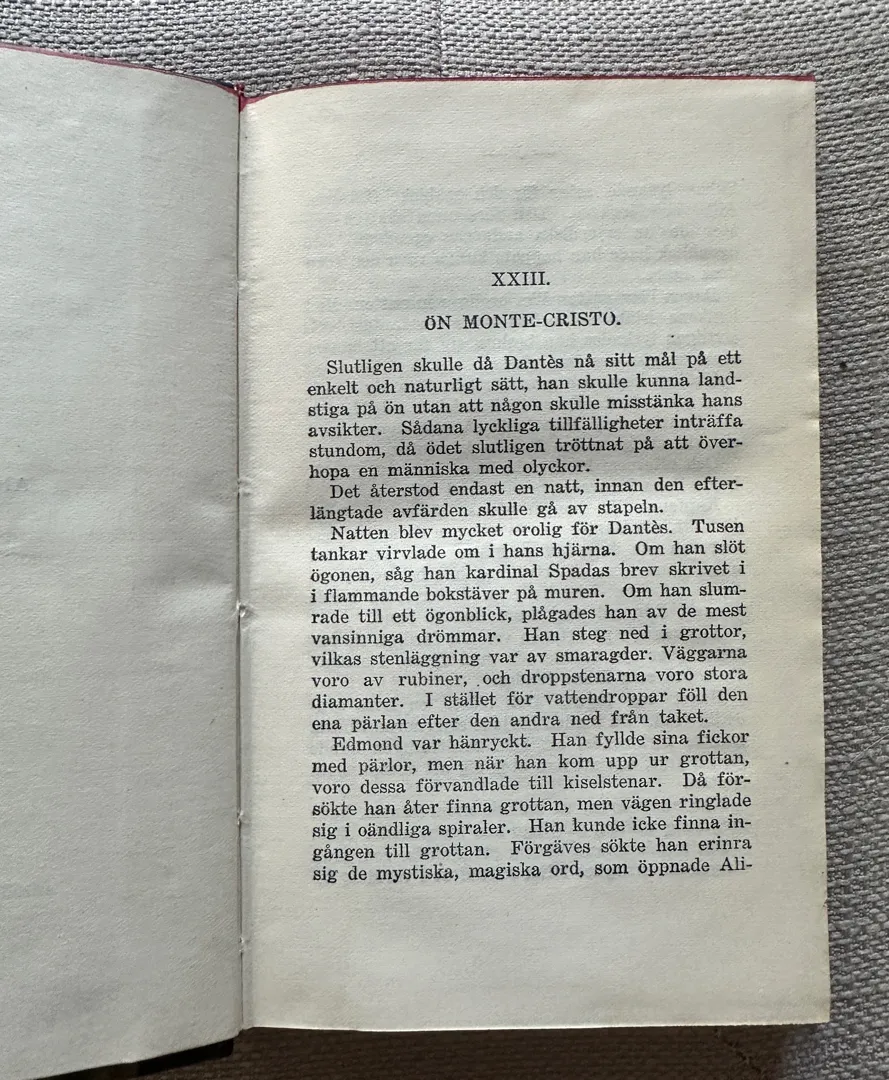 XXIII.
ÖN MONTE-CRISTO.
Slutligen skulle då Dantès nå sitt mål på ett
enkelt och naturligt sätt, han skulle kunna land-
stiga på ön utan att någon skulle misstänka hans
avsikter. Sådana lyckliga tillfälligheter inträffa
stundom, då ödet slutligen tröttnat på att över-
hopa en människa med olyckor.
Det återstod endast en natt, innan den efter-
längtade avfärden skulle gå av stapeln.
Natten blev mycket orolig för Dantès. Tusen
tankar virvlade om i hans hjärna. Om han slöt
ögonen, såg han kardinal Spadas brev skrivet i
i flammande bokstäver på muren. Om han slum-
rade till ett ögonblick, plågades han av de mest
vansinniga drömmar. Han steg ned i grottor,
vilkas stenläggning var av smaragder. Väggarna
voro av rubiner, och droppstenarna voro stora
diamanter. I stället för vattendroppar föll den
ena pärlan efter den andra ned från taket.
Edmond var hänryckt. Han fyllde sina fickor
med pärlor, men när han kom upp ur grottan,
voro dessa förvandlade till kiselstenar. Då för-
sökte han åter finna grottan, men vägen ringlade
sig i oändliga spiraler. Han kunde icke finna in-
gången till grottan. Förgäves sökte han erinra
sig de mystiska, magiska ord, som öppnade Ali-